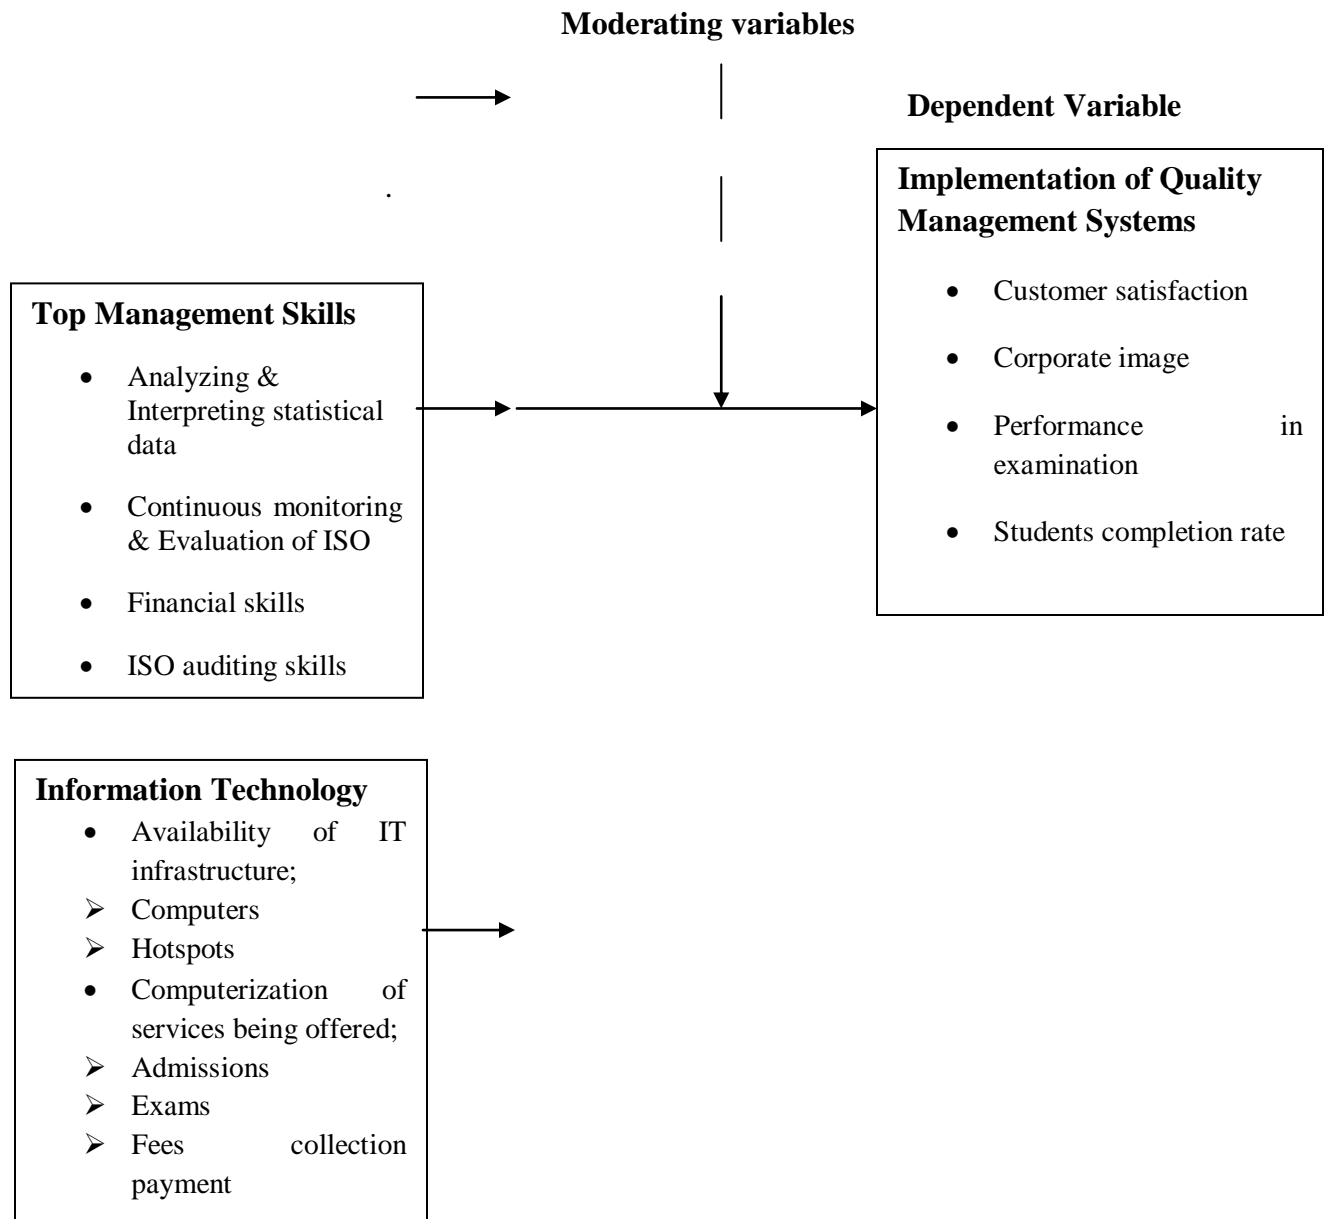 Moderating variables
Dependent Variable
Implementation of Quality
Management Systems
• Customer satisfaction
• Corporate image
• Performance in
examination
• Students completion rate
Top Management Skills
• Analyzing &
Interpreting statistical
data
• Continuous monitoring
& Evaluation of ISO
• Financial skills
• ISO auditing skills
Information Technology
• Availability of IT
infrastructure;
➢ Computers
➢ Hotspots
• Computerization of
services being offered;
➢ Admissions
➢ Exams
➢ Fees collection
payment